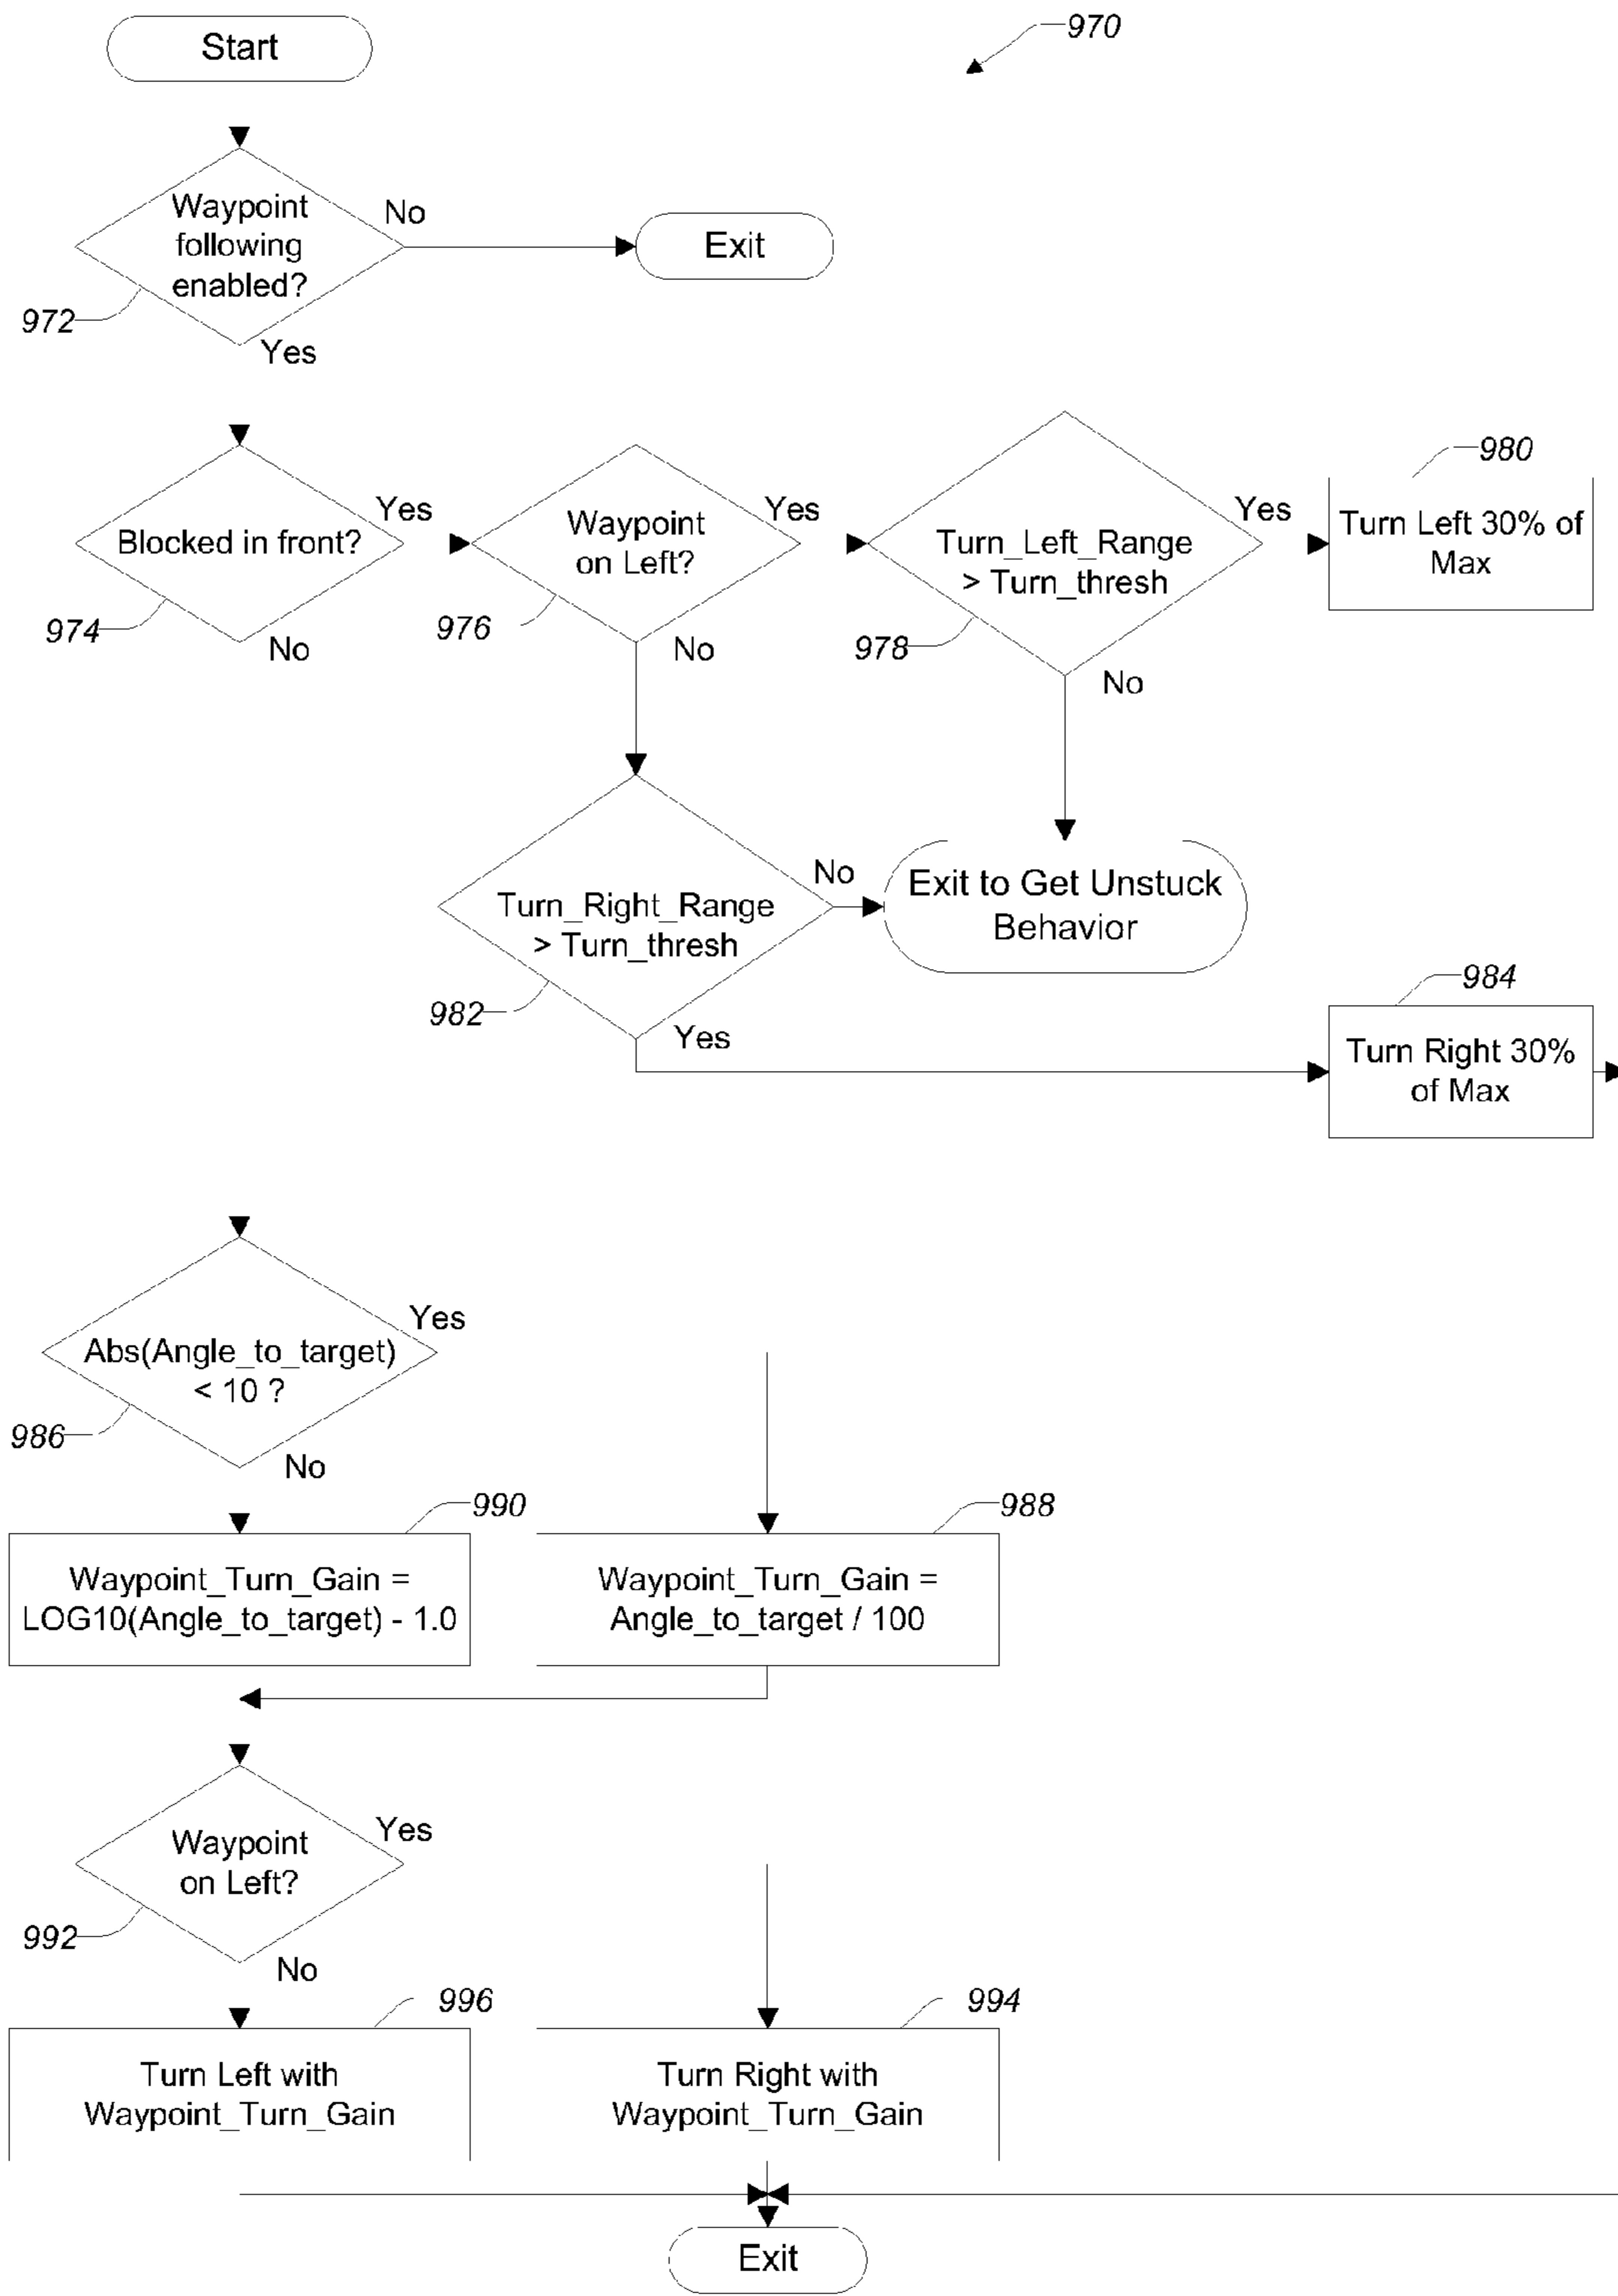 Start
970
Waypoint
following
enabled?
No
Exit
972
Yes
Blocked in front?
Yes
974
No
Waypoint
on Left?
Yes
976
No
Turn_Left_Range
> Turn_thresh
Yes
978
No
980
Turn Left 30% of
Max
Turn_Right_Range
> Turn_thresh
No
982
Yes
Exit to Get Unstuck
Behavior
984
Turn Right 30%
of Max
Abs(Angle_to_target)
< 10 ?
Yes
986
No
990
Waypoint_Turn_Gain =
LOG10(Angle_to_target) - 1.0
988
Waypoint_Turn_Gain =
Angle_to_target / 100
Waypoint
on Left?
Yes
992
No
996
Turn Left with
Waypoint_Turn_Gain
994
Turn Right with
Waypoint_Turn_Gain
Exit